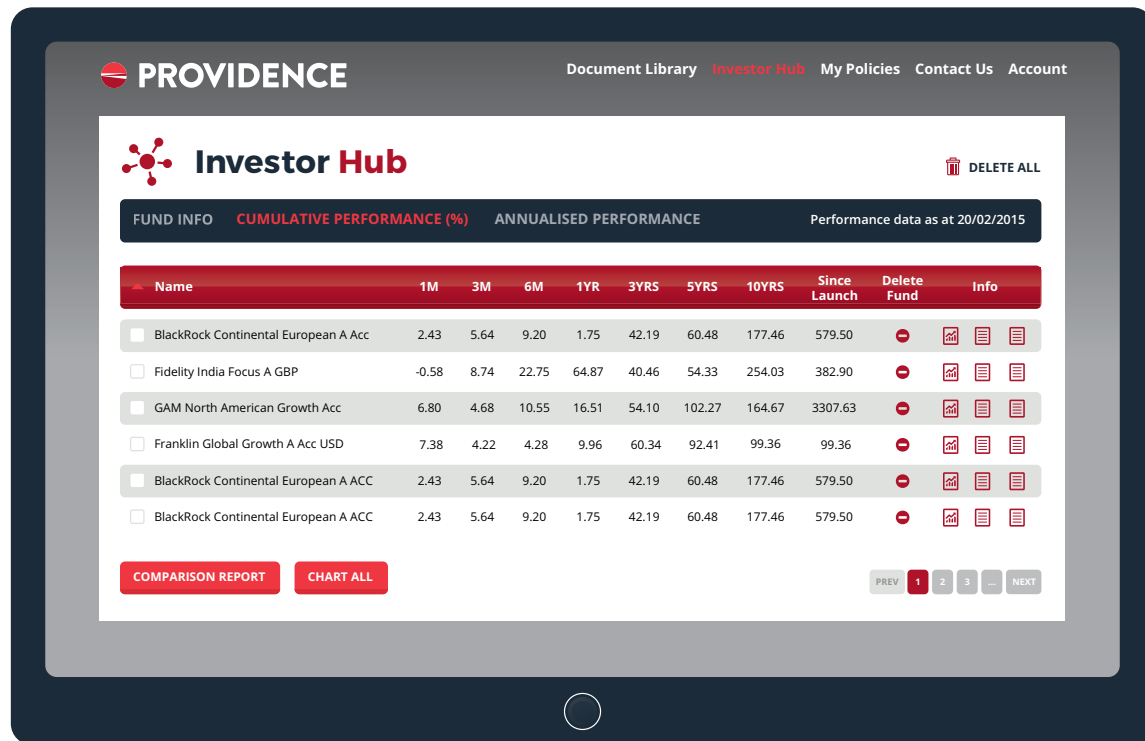 PROVIDENCE
Document Library Investor Hub My Policies Contact Us Account
Investor Hub
DELETE ALL
FUND INFO CUMULATIVE PERFORMANCE (%) ANNUALISED PERFORMANCE Performance data as at 20/02/2015
Name 1M 3M 6M 1YR 3YRS 5YRS 10YRS Since Launch Delete Fund Info
BlackRock Continental European A Acc 2.43 5.64 9.20 1.75 42.19 60.48 177.46 579.50
Fidelity India Focus A GBP -0.58 8.74 22.75 64.87 40.46 54.33 254.03 382.90
GAM North American Growth Acc 6.80 4.68 10.55 16.51 54.10 102.27 164.67 3307.63
Franklin Global Growth A Acc USD 7.38 4.22 4.28 9.96 60.34 92.41 99.36 99.36
BlackRock Continental European A ACC 2.43 5.64 9.20 1.75 42.19 60.48 177.46 579.50
BlackRock Continental European A ACC 2.43 5.64 9.20 1.75 42.19 60.48 177.46 579.50
COMPARISON REPORT CHART ALL PREV 1 2 3 ... NEXT